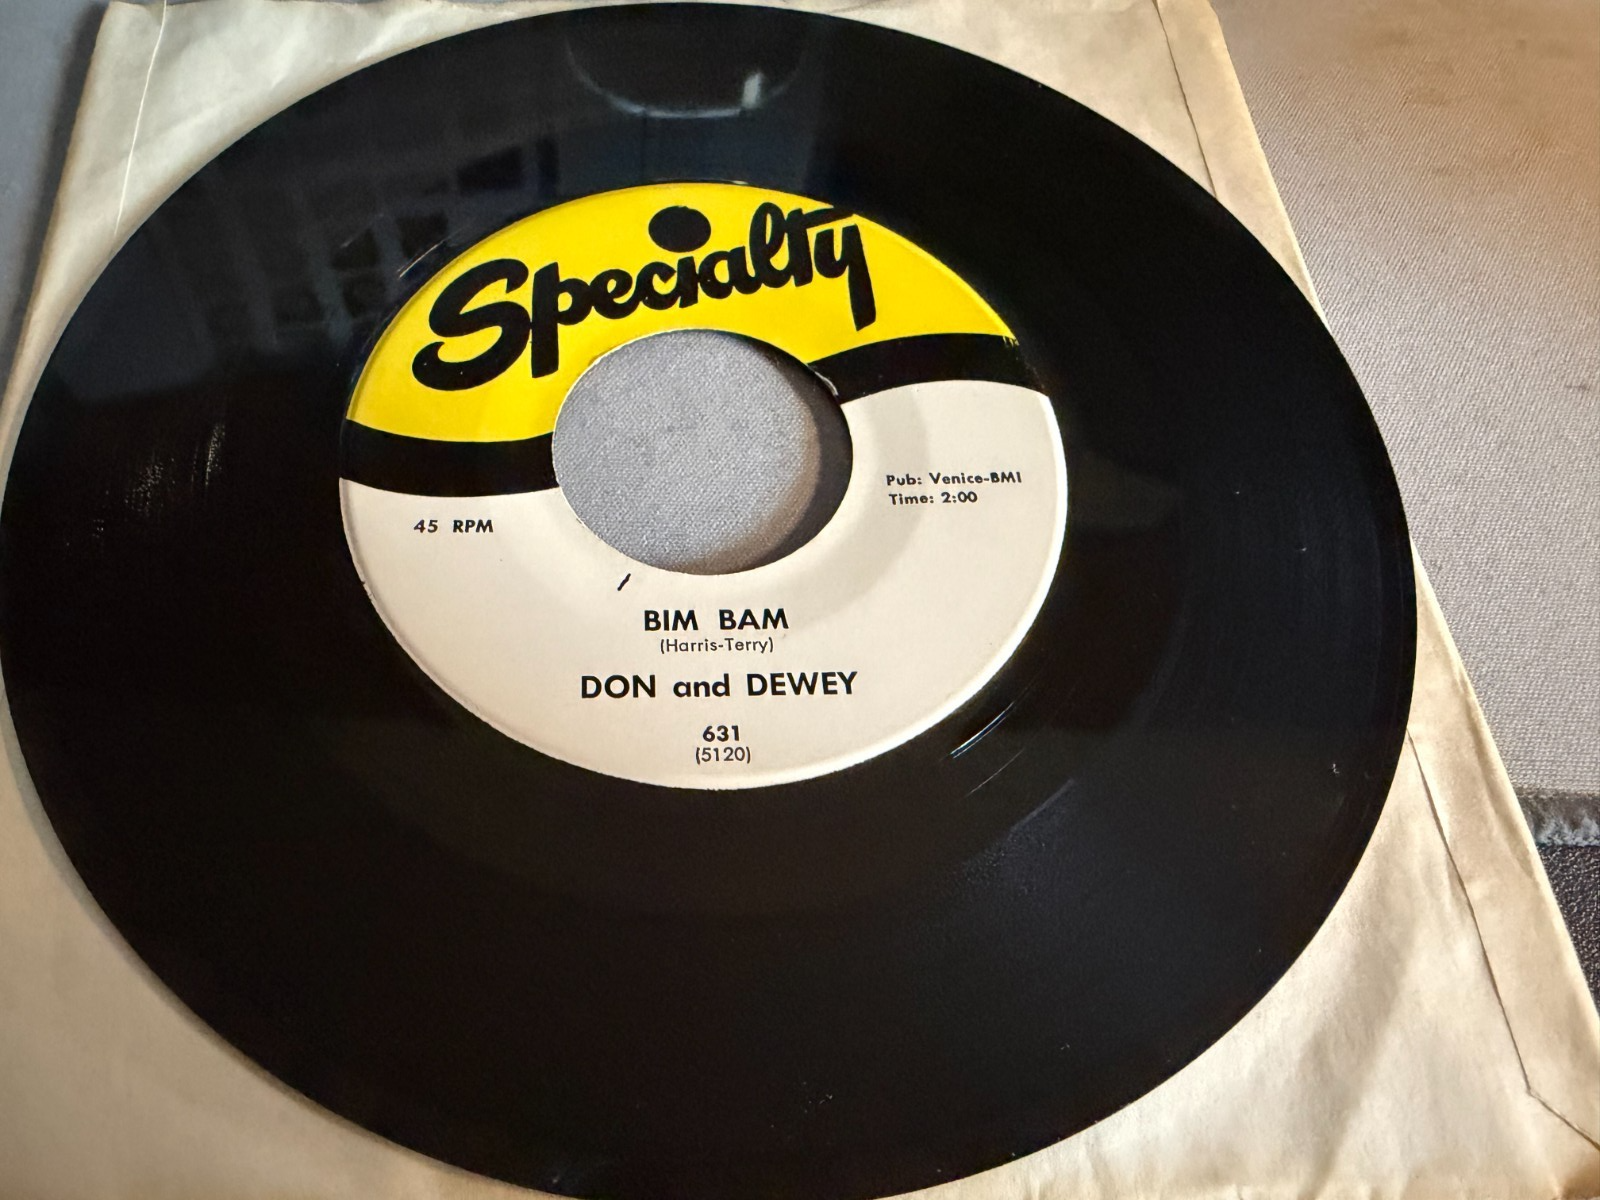 Specialty
Pub: Venice-BMI
Time: 2:00
45 RPM
BIM BAM
(Harris-Terry)
DON and DEWEY
631
(5120)